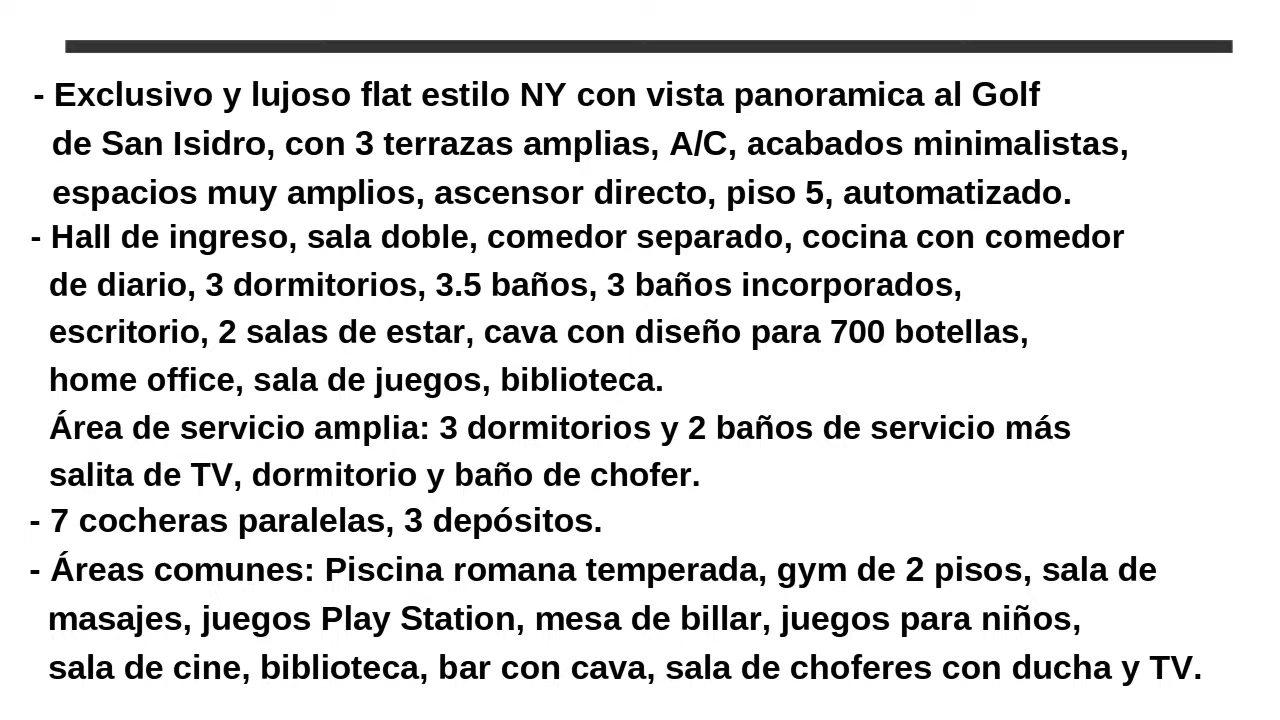 - Exclusivo y lujoso flat estilo NY con vista panoramica al Golf
de San Isidro, con 3 terrazas amplias, A/C, acabados minimalistas,
espacios muy amplios, ascensor directo, piso 5, automatizado.
- Hall de ingreso, sala doble, comedor separado, cocina con comedor
de diario, 3 dormitorios, 3.5 baños, 3 baños incorporados,
escritorio, 2 salas de estar, cava con diseño para 700 botellas,
home office, sala de juegos, biblioteca.
Área de servicio amplia: 3 dormitorios y 2 baños de servicio más
salita de TV, dormitorio y baño de chofer.
- 7 cocheras paralelas, 3 depósitos.
- Áreas comunes: Piscina romana temperada, gym de 2 pisos, sala de
masajes, juegos Play Station, mesa de billar, juegos para niños,
sala de cine, biblioteca, bar con cava, sala de choferes con ducha y TV.